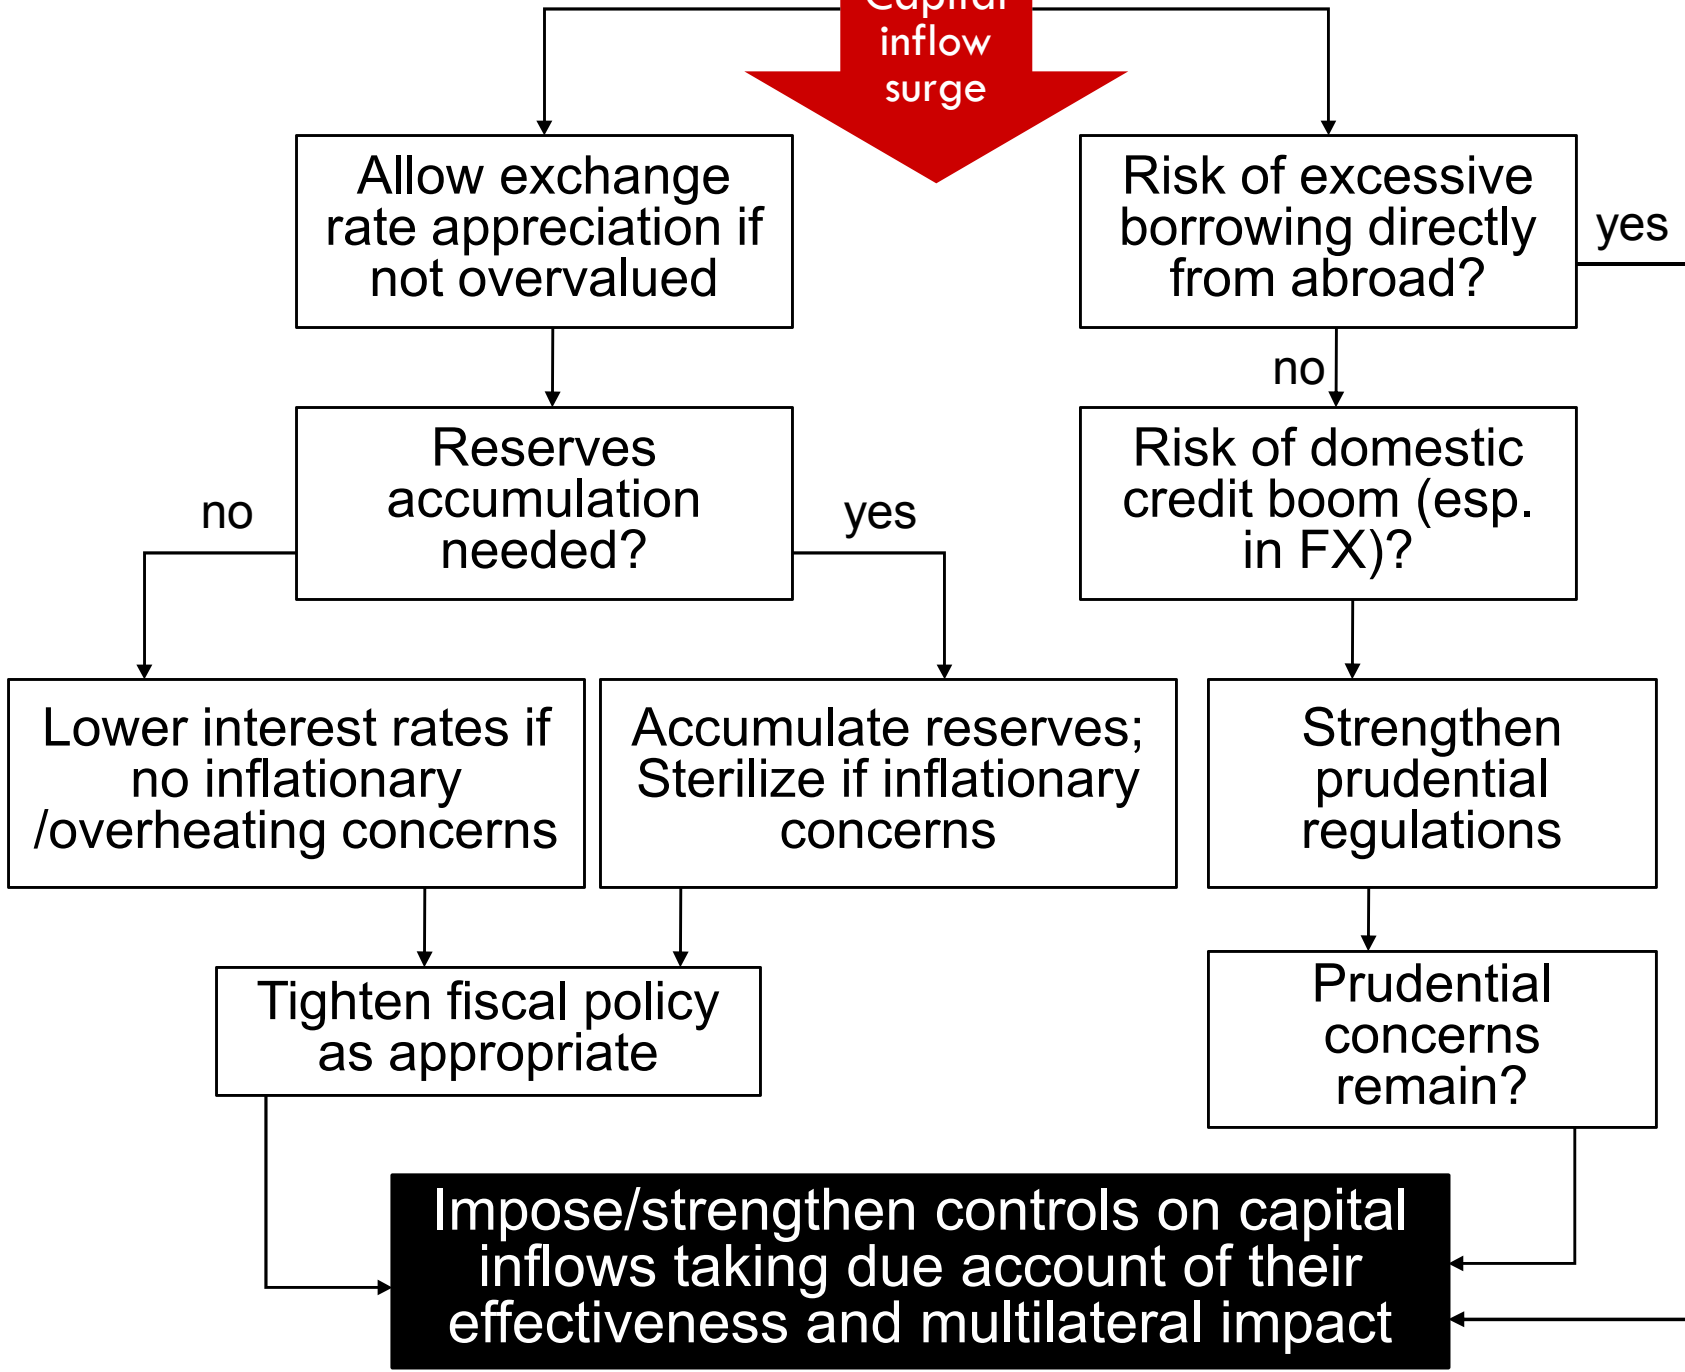 Capital
inflow
surge
Allow exchange
rate appreciation if
not overvalued
Risk of excessive
borrowing directly
from abroad?
yes
no
Reserves
accumulation
needed?
Risk of domestic
credit boom (esp.
in FX)?
no
yes
Lower interest rates if
no inflationary
/overheating concerns
Accumulate reserves;
Sterilize if inflationary
concerns
Strengthen
prudential
regulations
Tighten fiscal policy
as appropriate
Prudential
concerns
remain?
Impose/strengthen controls on capital
inflows taking due account of their
effectiveness and multilateral impact